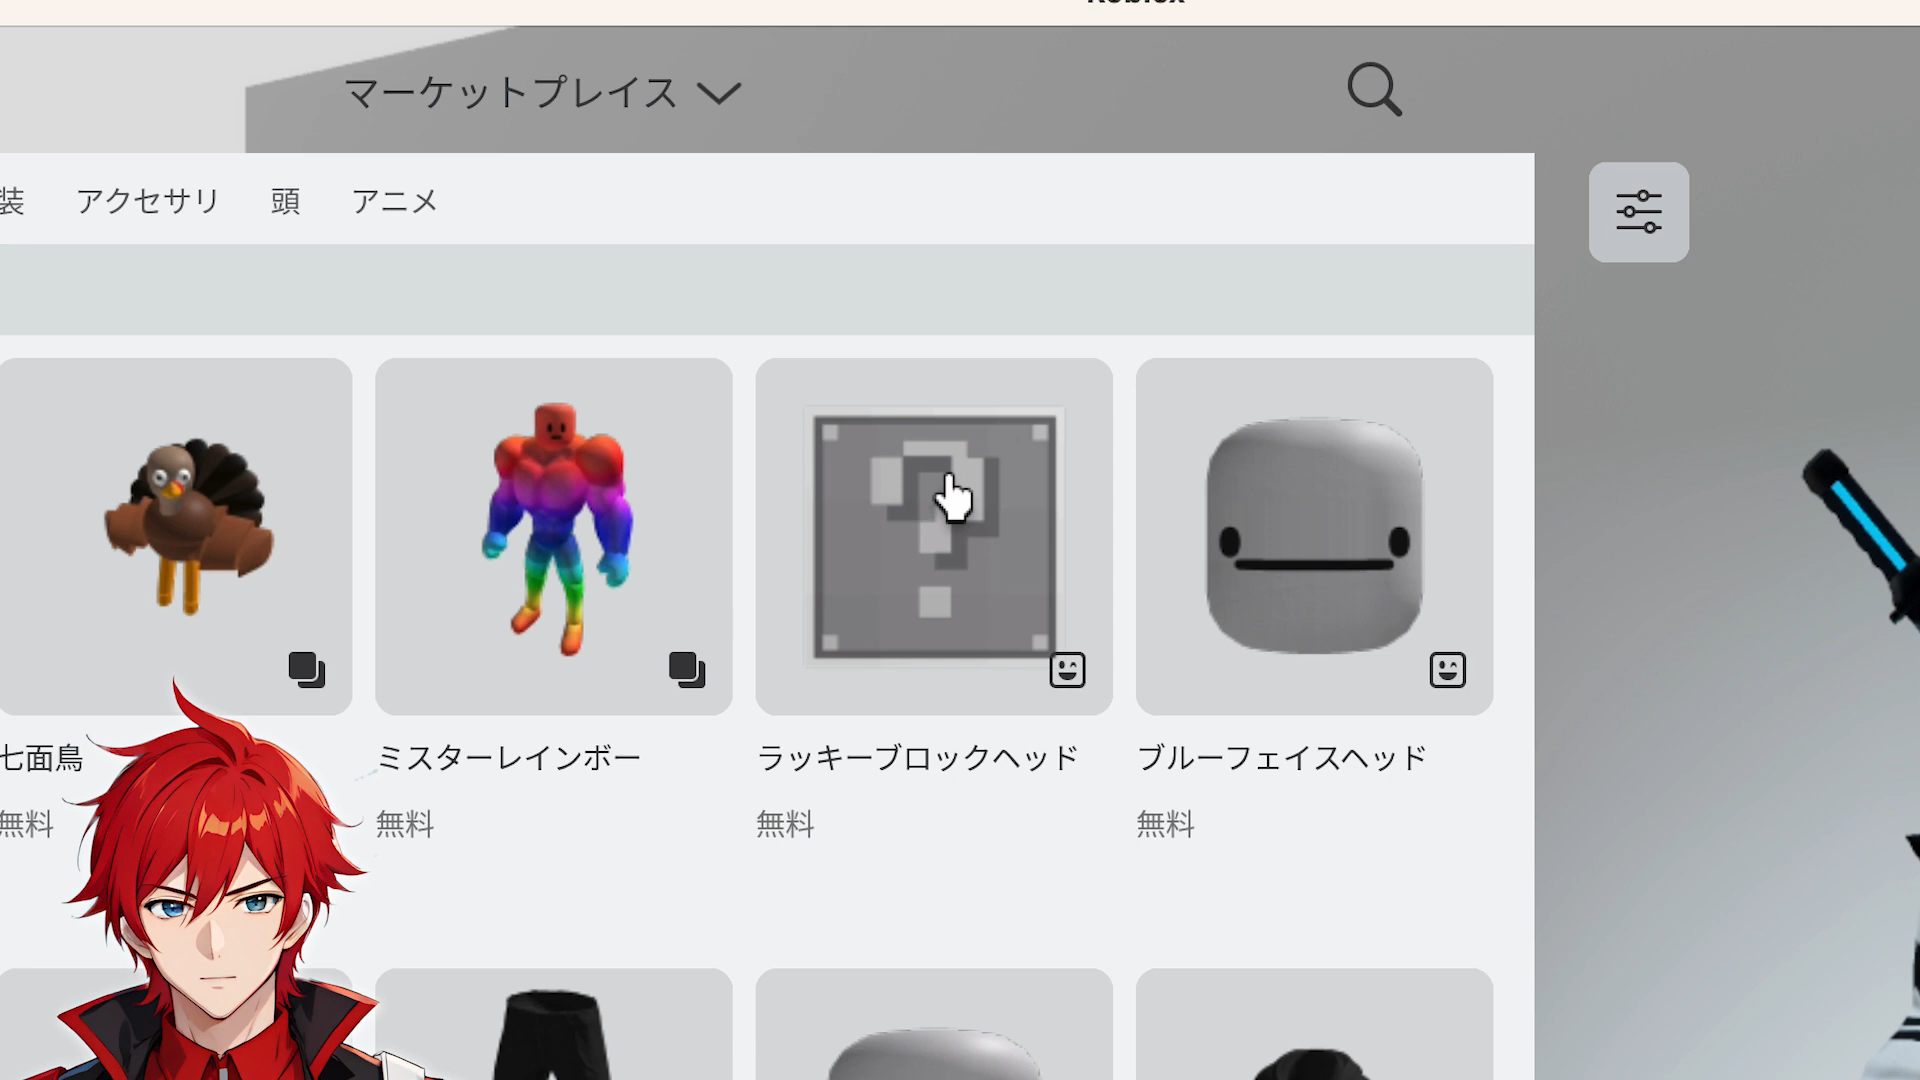 マーケットプレイス
装 アクセサリ 頭 アニメ
七面鳥 ミスターレインボー ラッキーブロックヘッド ブルーフェイスヘッド
無料 無料 無料 無料